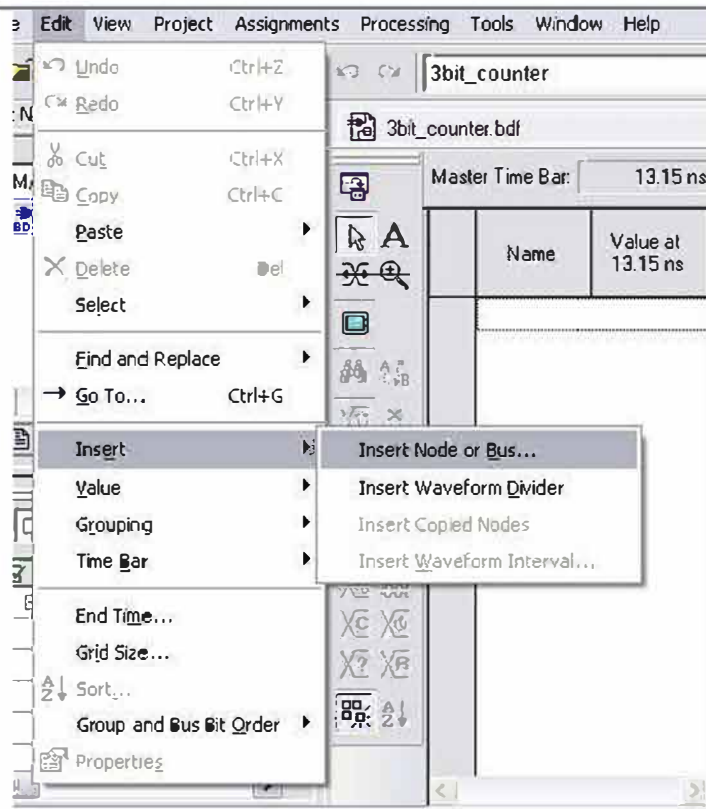 Edit View Project Assignments Processing Tools Window Help
Undo Ctrl+Z
Redo Ctrl+Y
Cut Ctrl+X
Copy Ctrl+C
Paste
Delete Del
Select
Find and Replace
Go To... Ctrl+G
Insert
Value
Grouping
Time Bar
End Time...
Grid Size...
Sort...
Group and Bus Bit Order
Properties
Insert Node or Bus...
Insert Waveform Divider
Insert Copied Nodes
Insert Waveform Interval...
3bit_counter
3bit_counter.bdf
Master Time Bar: 13.15 ns
Name
Value at
13.15 ns